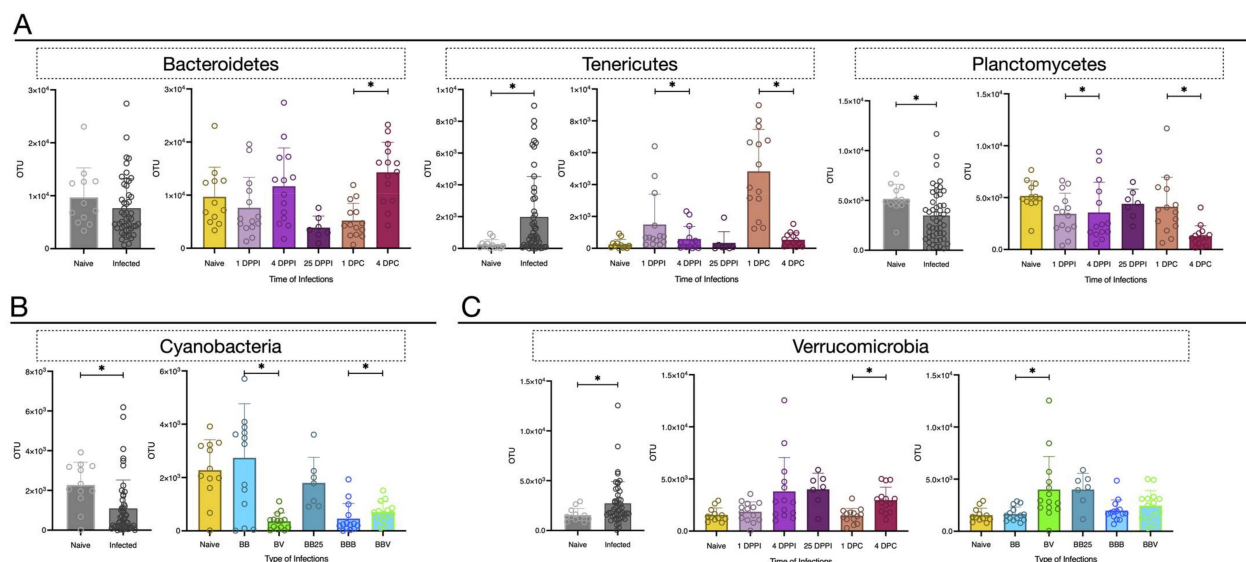 A
Bacteroidetes
Tenericutes
Planctomycetes
3×10⁴
2×10⁴
1×10⁴
0
OTU
Naive
Infected
3×10⁴
2×10⁴
1×10⁴
0
OTU
*
Naive
1 DPPI
4 DPPI
25 DPPI
1 DPC
4 DPC
Time of Infections
1×10⁴
8×10³
6×10³
4×10³
2×10³
0
OTU
*
Naive
Infected
1×10⁴
8×10³
6×10³
4×10³
2×10³
0
OTU
*
*
Naive
1 DPPI
4 DPPI
25 DPPI
1 DPC
4 DPC
Time of Infections
1.5×10⁴
1.0×10⁴
5.0×10³
0.0
OTU
*
Naive
Infected
1.5×10⁴
1.0×10⁴
5.0×10³
0.0
OTU
*
*
Naive
1 DPPI
4 DPPI
25 DPPI
1 DPC
4 DPC
Time of Infections
B
Cyanobacteria
8×10³
6×10³
4×10³
2×10³
0
OTU
*
Naive
Infected
6×10³
4×10³
2×10³
0
OTU
*
*
Naive
BB
BV
BB25
BBB
BBV
Type of Infections
C
Verrucomicrobia
1.5×10⁴
1.0×10⁴
5.0×10³
0.0
OTU
*
Naive
Infected
1.5×10⁴
1.0×10⁴
5.0×10³
0.0
OTU
*
Naive
1 DPPI
4 DPPI
25 DPPI
1 DPC
4 DPC
Time of Infections
1.5×10⁴
1.0×10⁴
5.0×10³
0.0
OTU
*
Naive
BB
BV
BB25
BBB
BBV
Type of Infections